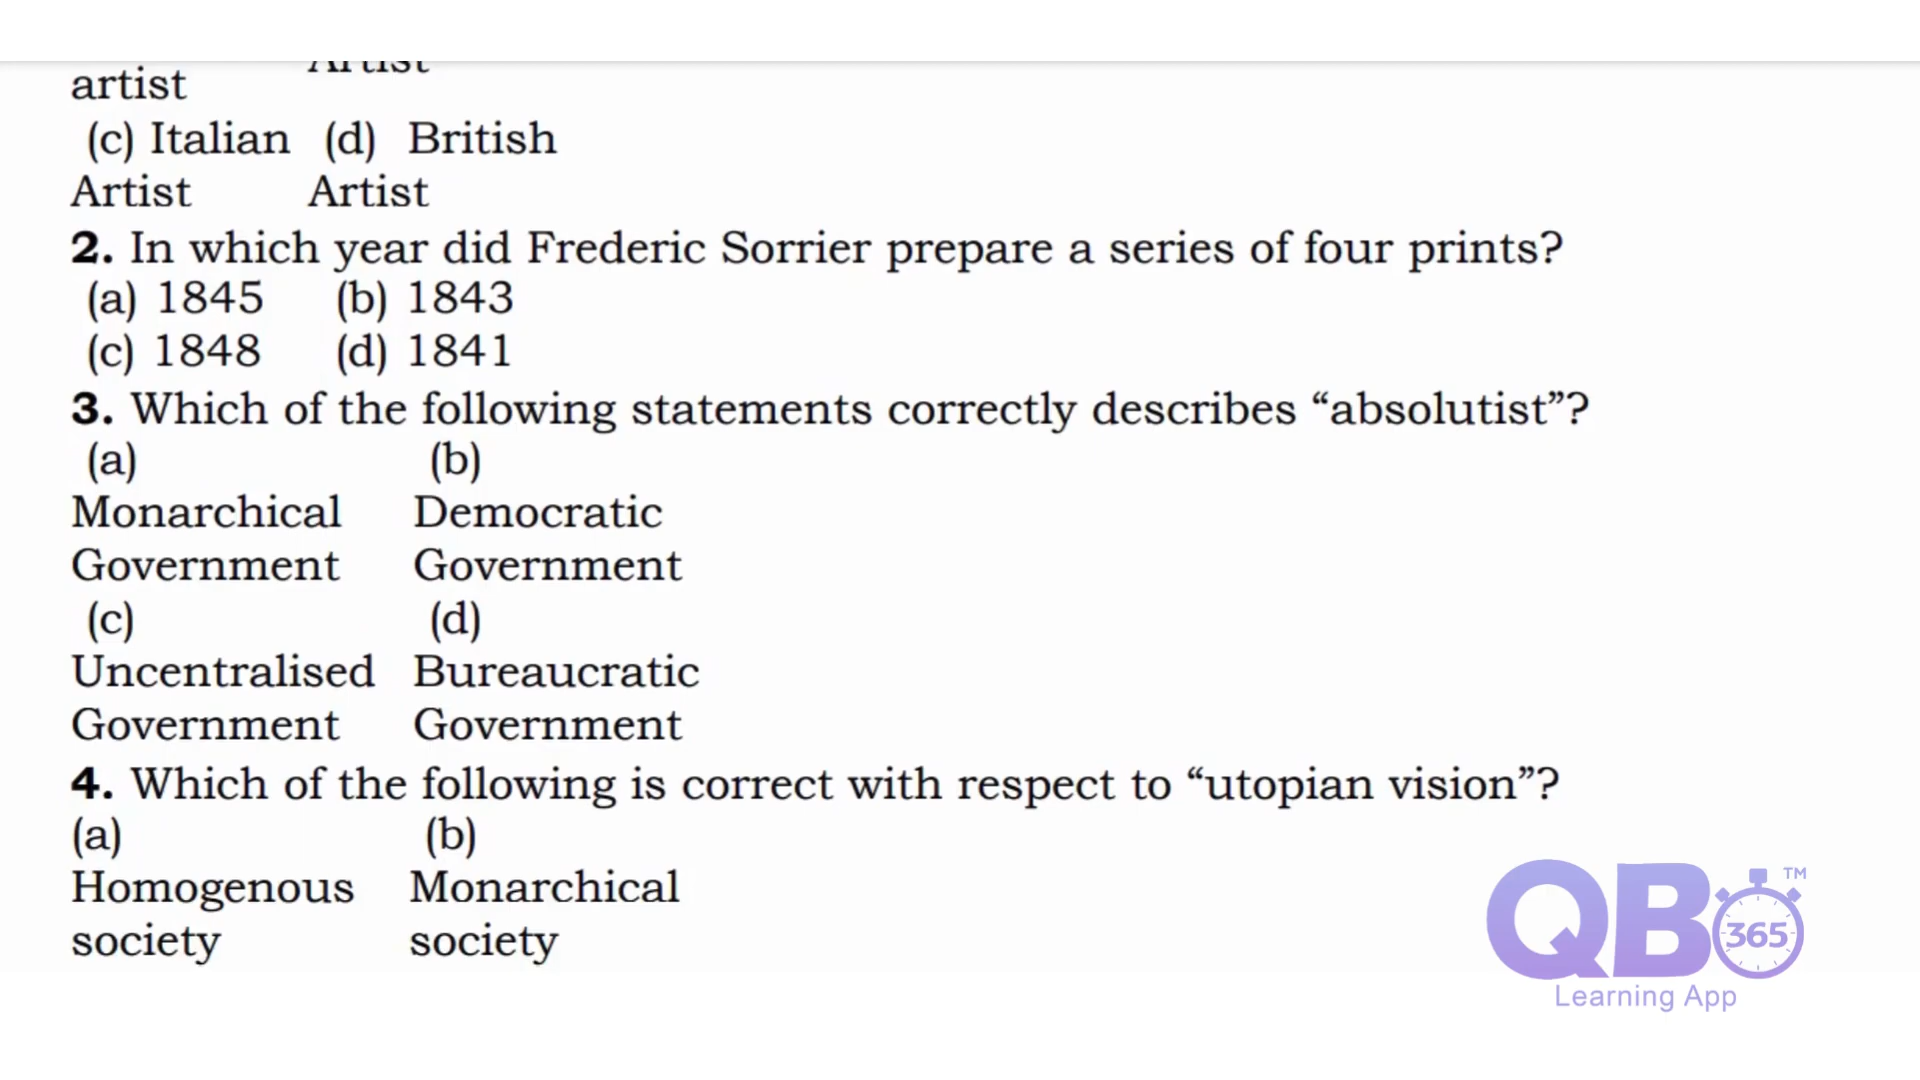 Artist
artist
(c) Italian (d) British
Artist Artist
2. In which year did Frederic Sorrier prepare a series of four prints?
(a) 1845 (b) 1843
(c) 1848 (d) 1841
3. Which of the following statements correctly describes “absolutist”?
(a) (b)
Monarchical Democratic
Government Government
(c) (d)
Uncentralised Bureaucratic
Government Government
4. Which of the following is correct with respect to “utopian vision”?
(a) (b)
Homogenous Monarchical
society society
QB365 TM
Learning App